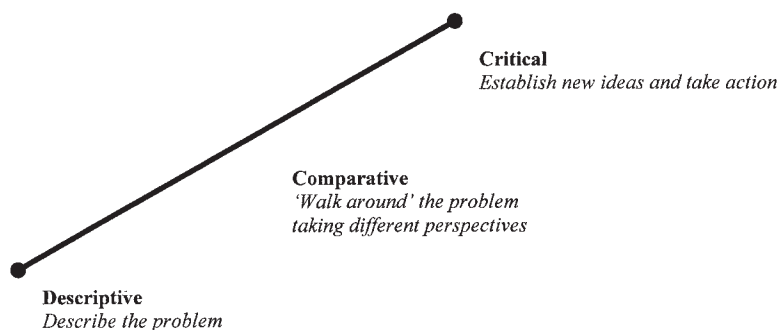 Critical
Establish new ideas and take action
Comparative
‘Walk around’ the problem
taking different perspectives
Descriptive
Describe the problem